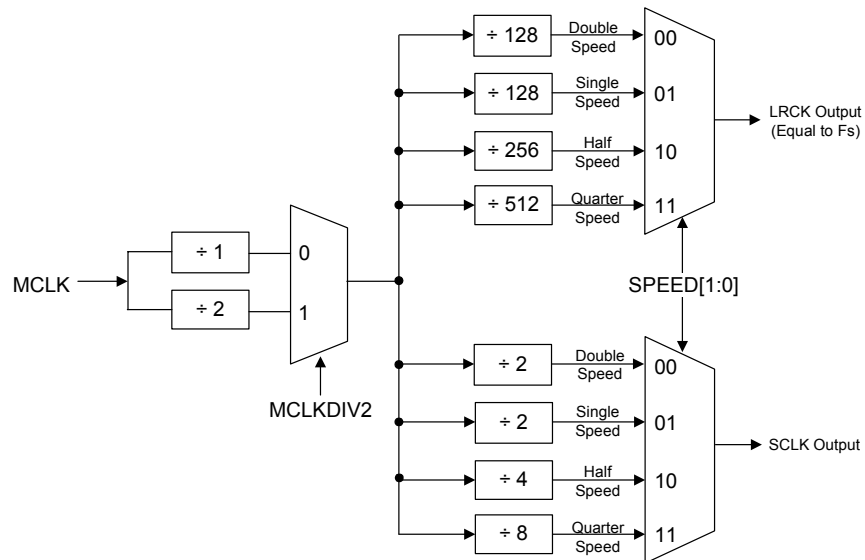 ÷ 128
Double
Speed
00
÷ 128
Single
Speed
01
÷ 256
Half
Speed
10
÷ 512
Quarter
Speed
11
LRCK Output
(Equal to Fs)
MCLK
÷ 1
0
÷ 2
1
MCLKDIV2
SPEED[1:0]
÷ 2
Double
Speed
00
÷ 2
Single
Speed
01
÷ 4
Half
Speed
10
÷ 8
Quarter
Speed
11
SCLK Output